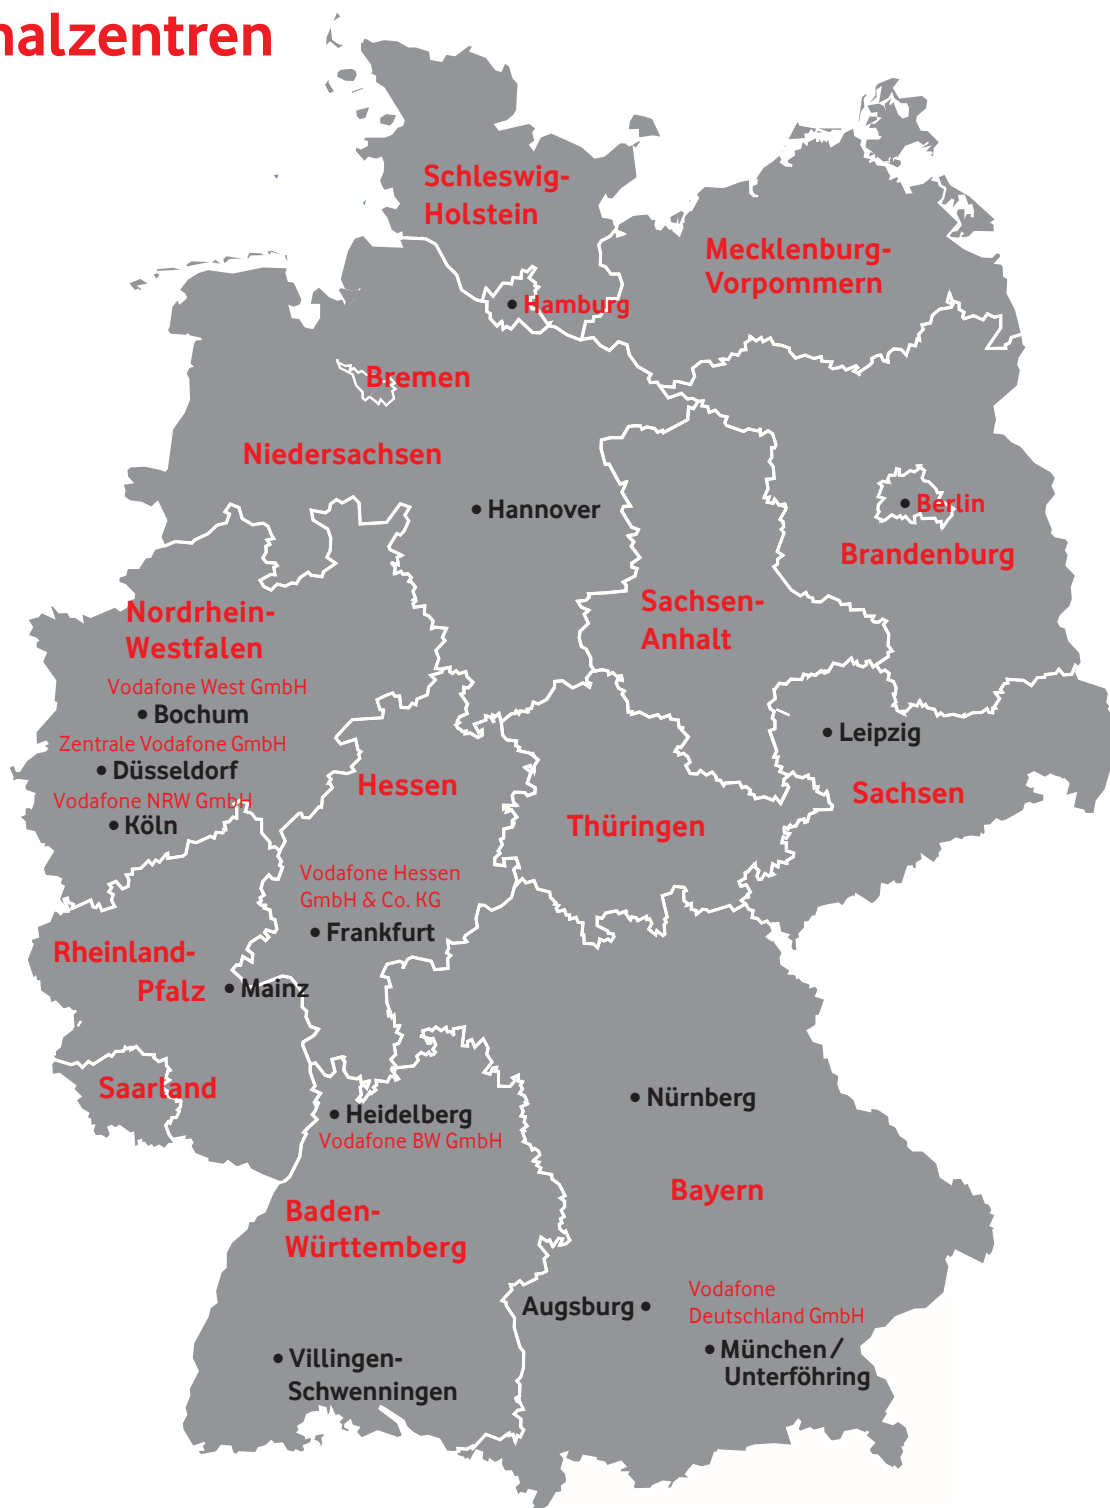 nalzentren
Schleswig-
Holstein
Mecklenburg-
Vorpommern
• Hamburg
Bremen
Niedersachsen
• Hannover
• Berlin
Brandenburg
Nordrhein-
Westfalen
Sachsen-
Anhalt
Vodafone West GmbH
• Bochum
Zentrale Vodafone GmbH
• Düsseldorf
Vodafone NRW GmbH
• Köln
• Leipzig
Sachsen
Hessen
Thüringen
Vodafone Hessen
GmbH & Co. KG
• Frankfurt
Rheinland-
Pfalz
• Mainz
Saarland
• Heidelberg
Vodafone BW GmbH
• Nürnberg
Bayern
Baden-
Württemberg
Augsburg •
Vodafone
Deutschland GmbH
• München /
Unterföhring
• Villingen-
Schwenningen